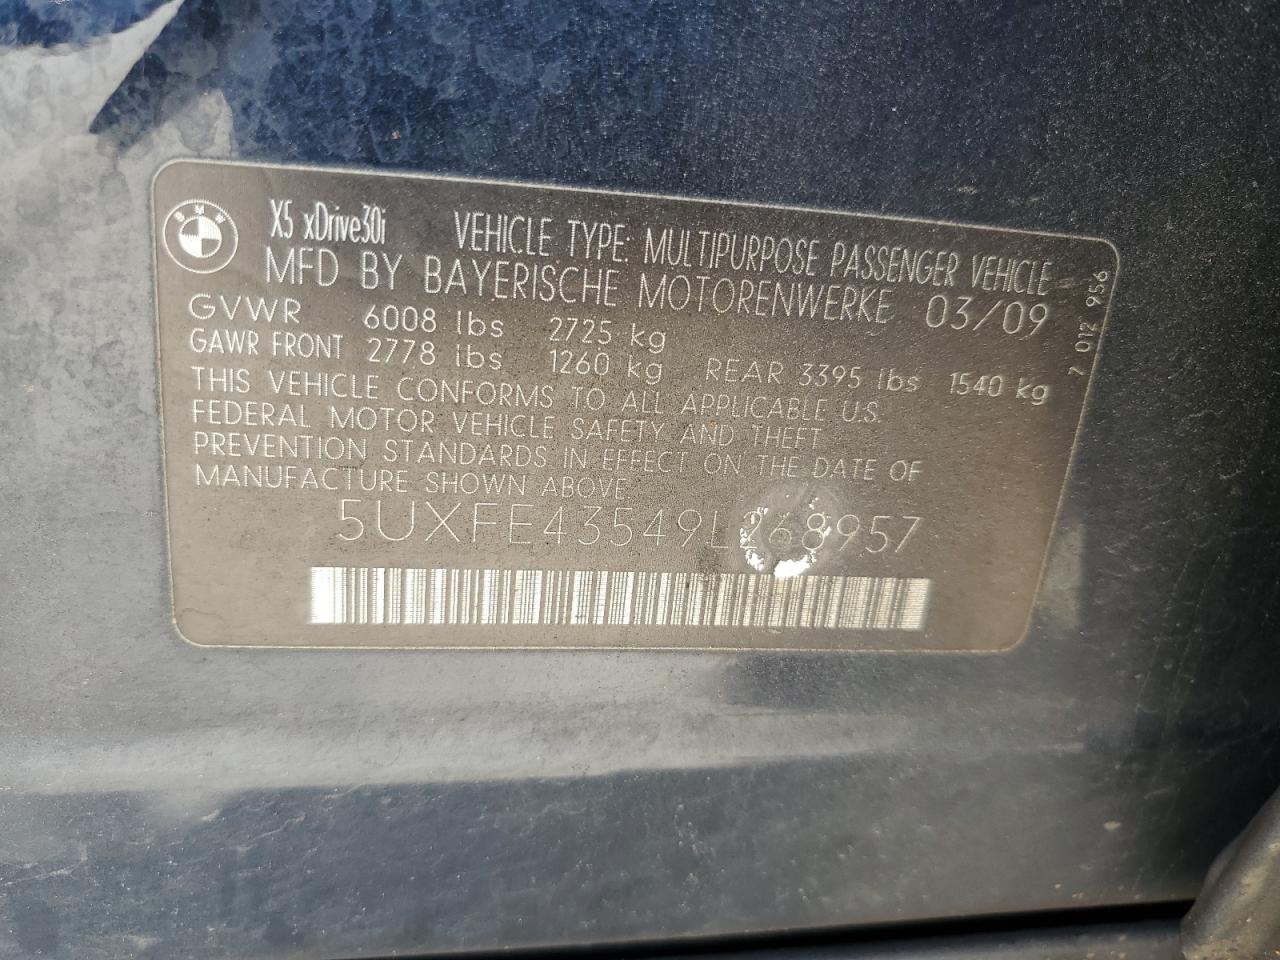 BMW
X5 xDrive30i VEHICLE TYPE: MULTIPURPOSE PASSENGER VEHICLE
MFD BY BAYERISCHE MOTORENWERKE 03/09
GVWR 6008 lbs 2725 kg
GAWR FRONT 2778 lbs 1260 kg REAR 3395 lbs 1540 kg
THIS VEHICLE CONFORMS TO ALL APPLICABLE U.S.
FEDERAL MOTOR VEHICLE SAFETY AND THEFT
PREVENTION STANDARDS IN EFFECT ON THE DATE OF
MANUFACTURE SHOWN ABOVE
5UXFE43549L268957
7 012 956